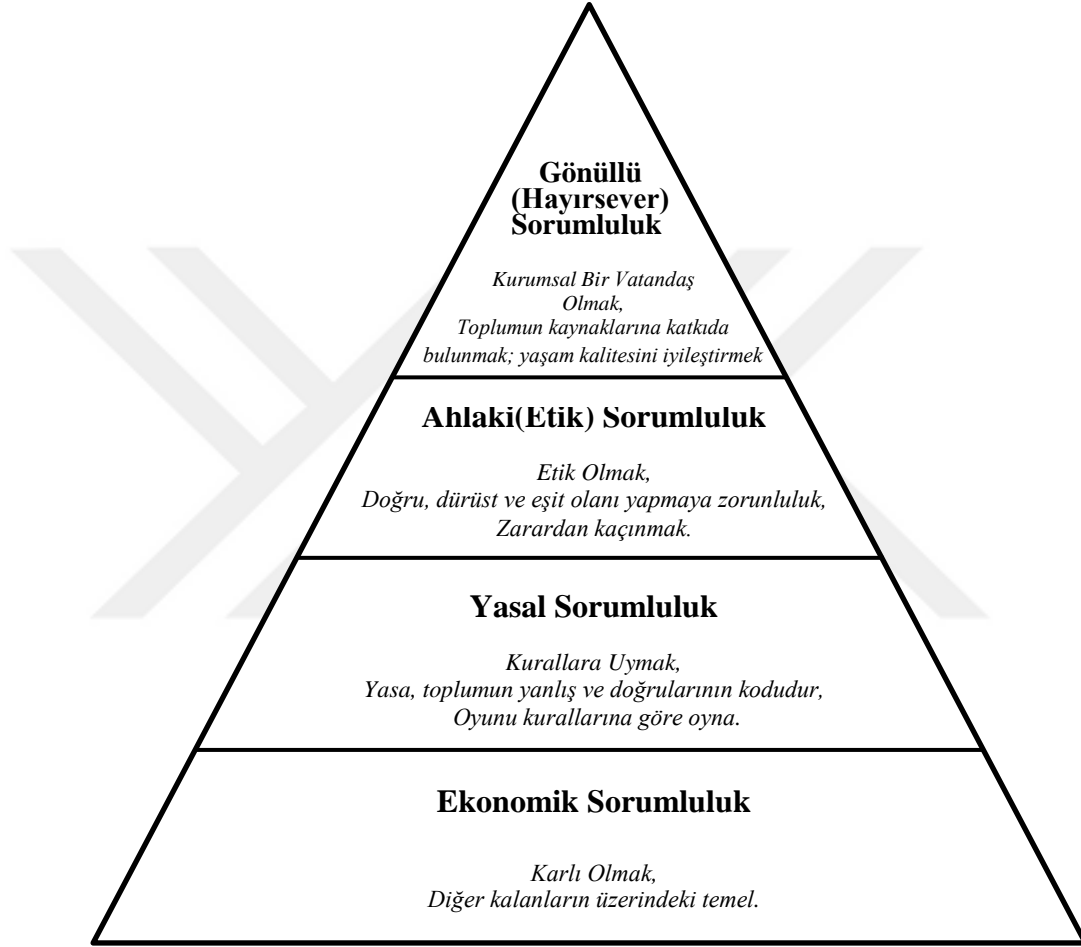 Gönüllü
(Hayırsever)
Sorumluluk
Kurumsal Bir Vatandaş
Olmak,
Toplumun kaynaklarına katkıda
bulunmak; yaşam kalitesini iyileştirmek
Ahlaki(Etik) Sorumluluk
Etik Olmak,
Doğru, dürüst ve eşit olanı yapmaya zorunluluk,
Zarardan kaçınmak.
Yasal Sorumluluk
Kurallara Uymak,
Yasa, toplumun yanlış ve doğrularının kodudur,
Oyunu kurallarına göre oyna.
Ekonomik Sorumluluk
Karlı Olmak,
Diğer kalanların üzerindeki temel.